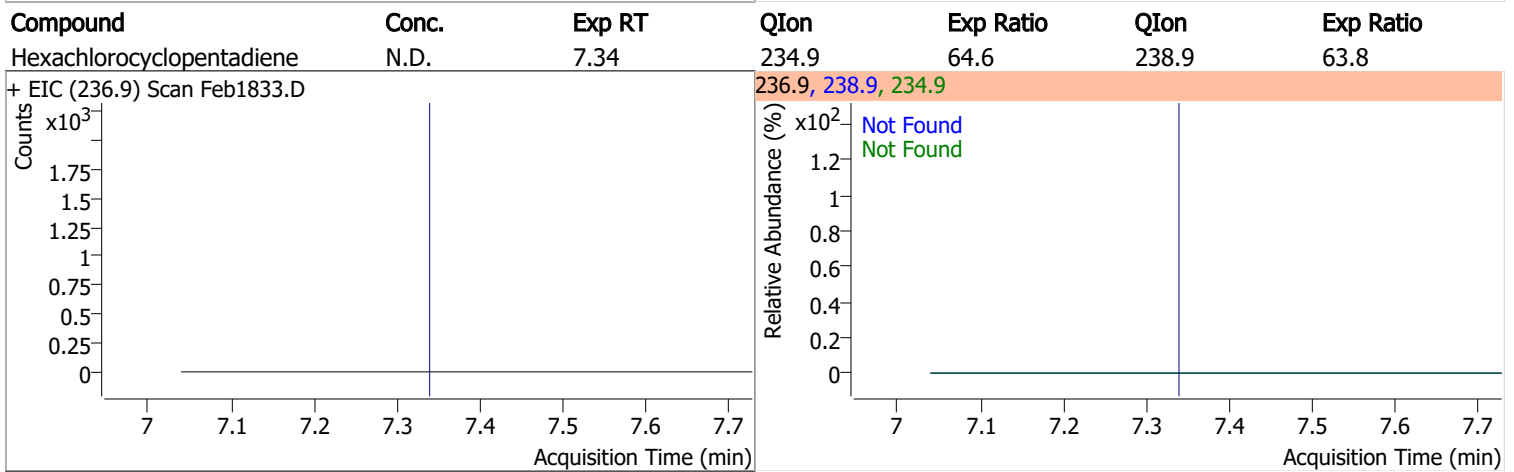 Compound Conc. Exp RT QIon Exp Ratio QIon Exp Ratio
Hexachlorocyclopentadiene N.D. 7.34 234.9 64.6 238.9 63.8
+ EIC (236.9) Scan Feb1833.D
Counts
x10³
1.75
1.5
1.25
1
0.75
0.5
0.25
0
7 7.1 7.2 7.3 7.4 7.5 7.6 7.7
Acquisition Time (min)
236.9, 238.9, 234.9
Relative Abundance (%)
x10²
Not Found
Not Found
1.2
1
0.8
0.6
0.4
0.2
0
7 7.1 7.2 7.3 7.4 7.5 7.6 7.7
Acquisition Time (min)